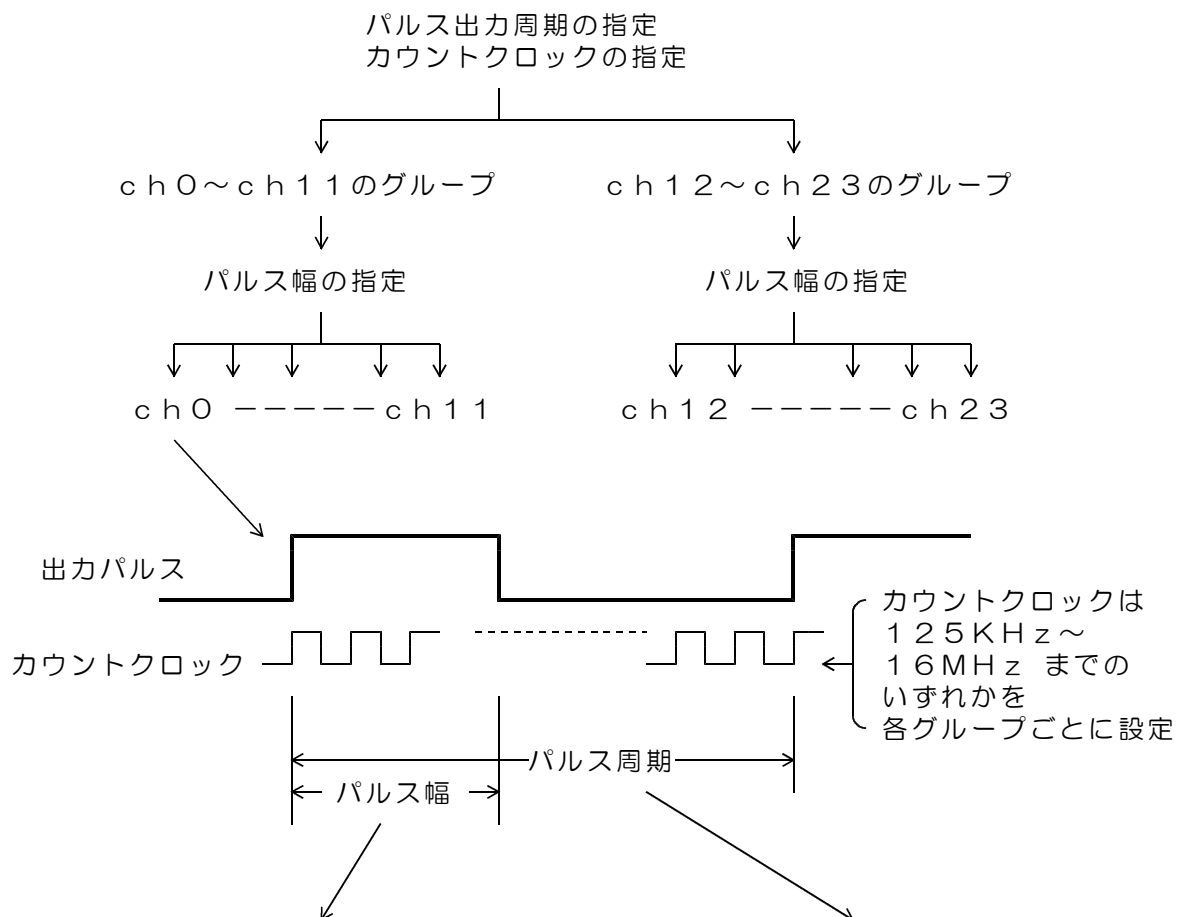 パルス出力周期の指定
カウントクロックの指定
ｃｈ０～ｃｈ１１のグループ
ｃｈ１２～ｃｈ２３のグループ
パルス幅の指定
パルス幅の指定
ｃｈ０ －－－－－ｃｈ１１
ｃｈ１２ －－－－－ｃｈ２３
出力パルス
カウントクロック
カウントクロックは
１２５ＫＨｚ～
１６ＭＨｚ までの
いずれかを
各グループごとに設定
パルス周期
パルス幅